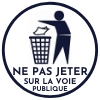 NE PAS JETER
SUR LA VOIE
PUBLIQUE